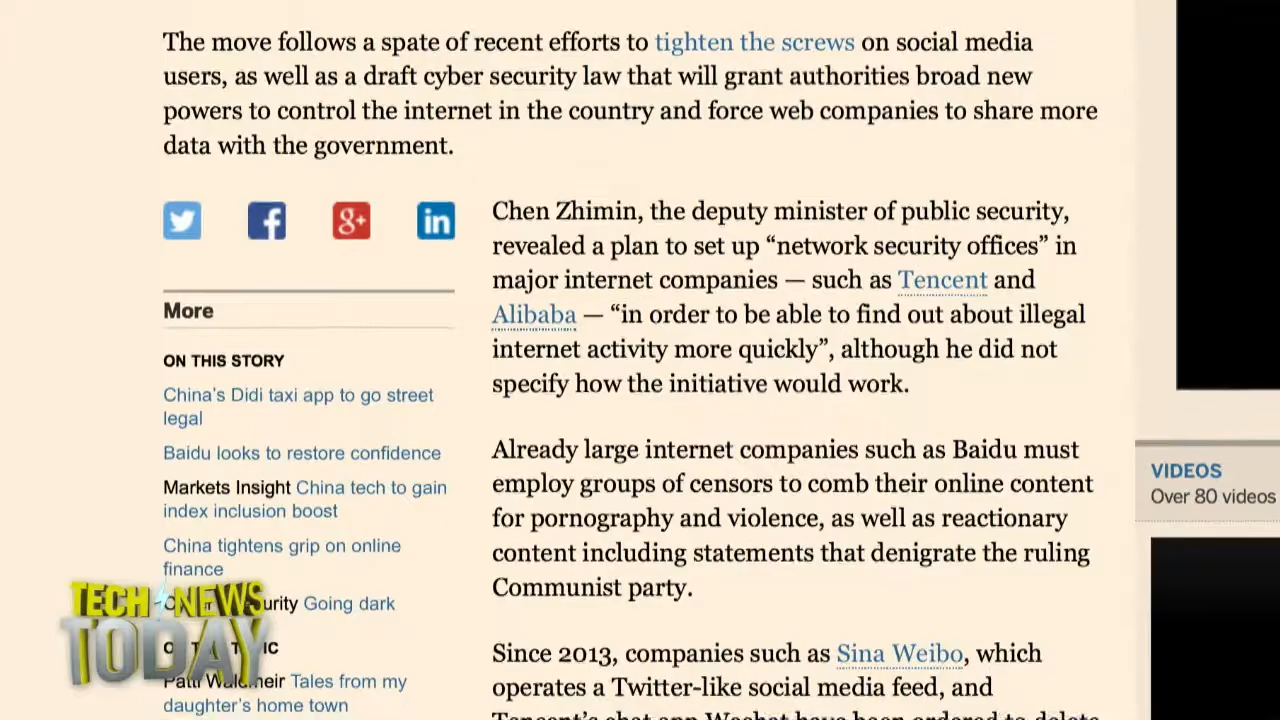 The move follows a spate of recent efforts to tighten the screws on social media
users, as well as a draft cyber security law that will grant authorities broad new
powers to control the internet in the country and force web companies to share more
data with the government.
g+
in
More
ON THIS STORY
China's Didi taxi app to go street
legal
Baidu looks to restore confidence
Markets Insight China tech to gain
index inclusion boost
China tightens grip on online
finance
Going dark
Tales from my
daughter's home town
Chen Zhimin, the deputy minister of public security,
revealed a plan to set up “network security offices” in
major internet companies — such as Tencent and
Alibaba — “in order to be able to find out about illegal
internet activity more quickly”, although he did not
specify how the initiative would work.
Already large internet companies such as Baidu must
employ groups of censors to comb their online content
for pornography and violence, as well as reactionary
content including statements that denigrate the ruling
Communist party.
Since 2013, companies such as Sina Weibo, which
operates a Twitter-like social media feed, and
Tencent's chat app Wechat have been ordered to delete
VIDEOS
Over 80 videos
TECH NEWS
TODAY